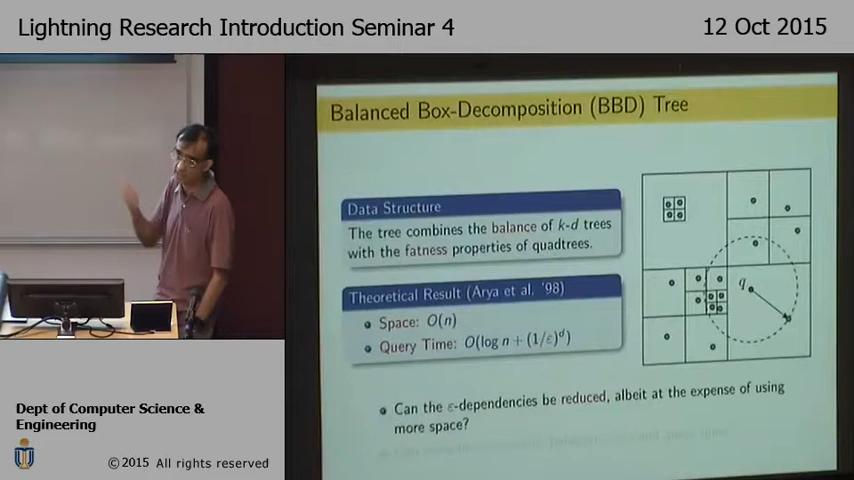 Lightning Research Introduction Seminar 4
12 Oct 2015
Balanced Box-Decomposition (BBD) Tree
Data Structure
The tree combines the balance of k-d trees
with the fatness properties of quadtrees.
Theoretical Result (Arya et al. '98)
Space: O(n)
Query Time: O(log n + (1/ε)^d)
q
Can the ε-dependencies be reduced, albeit at the expense of using
more space?
Dept of Computer Science &
Engineering
©2015 All rights reserved